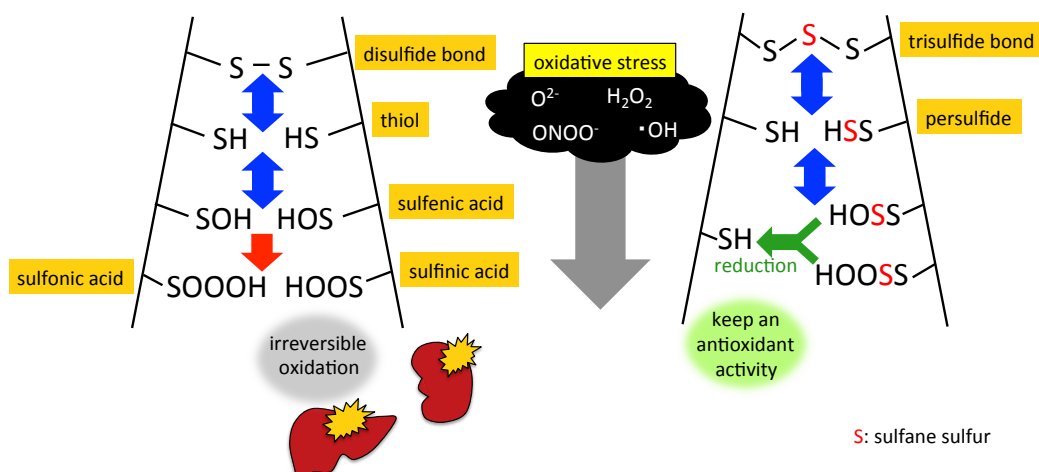 S – S
disulfide bond
SH HS
thiol
SOH HOS
sulfenic acid
sulfonic acid
SOOOH HOOS
sulfinic acid
irreversible
oxidation
oxidative stress
O²⁻ H₂O₂
ONOO⁻ ·OH
S S S
trisulfide bond
SH HSS
persulfide
HOSS
SH
reduction
HOOSS
keep an
antioxidant
activity
S: sulfane sulfur